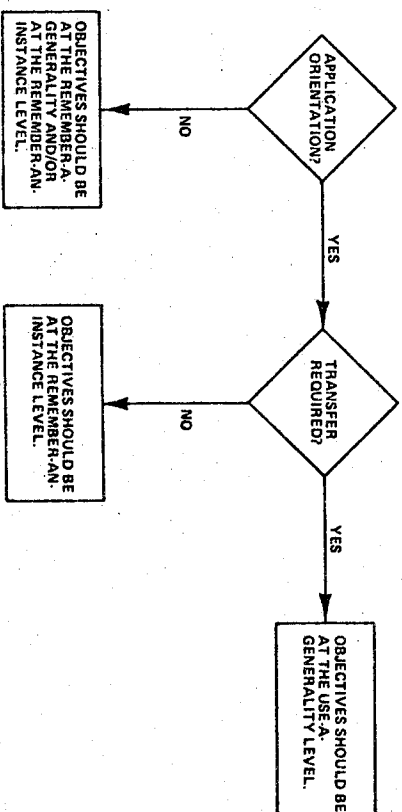 APPLICATION
ORIENTATION?
YES
NO
OBJECTIVES SHOULD BE
AT THE REMEMBER-A-
GENERALITY AND/OR
AT THE REMEMBER-AN-
INSTANCE LEVEL.
TRANSFER
REQUIRED?
YES
NO
OBJECTIVES SHOULD BE
AT THE REMEMBER-AN-
INSTANCE LEVEL.
OBJECTIVES SHOULD BE
AT THE USE-A-
GENERALITY LEVEL.